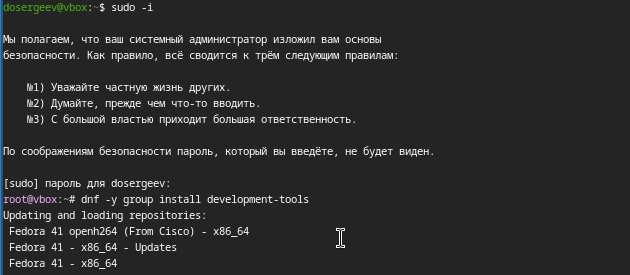 dosergeev@vbox:~$ sudo -i
Мы полагаем, что ваш системный администратор изложил вам основы
безопасности. Как правило, всё сводится к трём следующим правилам:
№1) Уважайте частную жизнь других.
№2) Думайте, прежде чем что-то вводить.
№3) С большой властью приходит большая ответственность.
По соображениям безопасности пароль, который вы введёте, не будет виден.
[sudo] пароль для dosergeev:
root@vbox:~# dnf -y group install development-tools
Updating and loading repositories:
Fedora 41 openh264 (From Cisco) - x86_64
Fedora 41 - x86_64 - Updates
Fedora 41 - x86_64